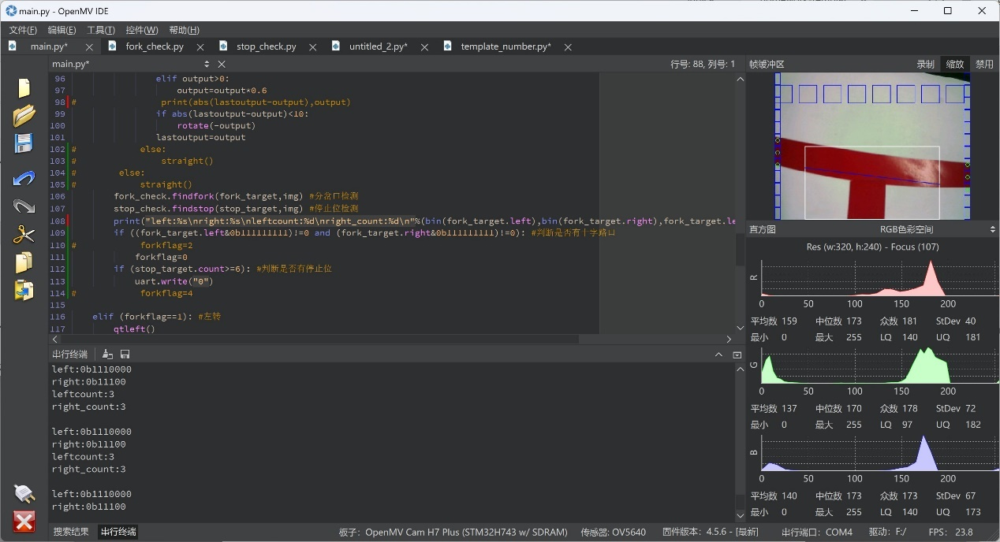 main.py - OpenMV IDE
文件(F) 编辑(E) 工具(T) 控件(W) 帮助(H)
main.py* fork_check.py stop_check.py untitled_2.py* template_number.py*
main.py* 行号: 88, 列号: 1 帧缓冲区 录制 缩放 禁用
96 elif output>0:
97 output=output*0.6
98 # print(abs(lastoutput-output),output)
99 if abs(lastoutput-output)<10:
100 rotate(-output)
101 lastoutput=output
102 # else:
103 # straight()
104 # else:
105 # straight()
106 fork_check.findfork(fork_target,img) #分岔口检测
107 stop_check.findstop(stop_target,img) #停止位检测
108 print("left:%s\nright:%s\nleftcount:%d\nright_count:%d\n"%(bin(fork_target.left),bin(fork_target.right),fork_target.le
109 if ((fork_target.left&0b111111111)!=0 and (fork_target.right&0b111111111)!=0): #判断是否有十字路口
110 # forkflag=2
111 forkflag=0
112 if (stop_target.count>=6): #判断是否有停止位
113 uart.write("0")
114 # forkflag=4
115
116 elif (forkflag==1): #左转
117 qtleft()
直方图 RGB色彩空间
Res (w:320, h:240) - Focus (107)
R
0 50 100 150 200
平均数 159 中位数 173 众数 181 StDev 40
最小 0 最大 255 LQ 140 UQ 181
G
0 50 100 150 200
平均数 137 中位数 170 众数 178 StDev 72
最小 0 最大 255 LQ 97 UQ 182
B
0 50 100 150 200
平均数 140 中位数 173 众数 173 StDev 67
最小 0 最大 255 LQ 140 UQ 173
串行终端
left:0b1110000
right:0b11100
leftcount:3
right_count:3
left:0b1110000
right:0b11100
leftcount:3
right_count:3
left:0b1110000
right:0b11100
搜索结果 串行终端 板子: OpenMV Cam H7 Plus (STM32H743 w/ SDRAM) 传感器: OV5640 固件版本: 4.5.6 - [最新] 串行端口: COM4 驱动: F:/ FPS: 23.8